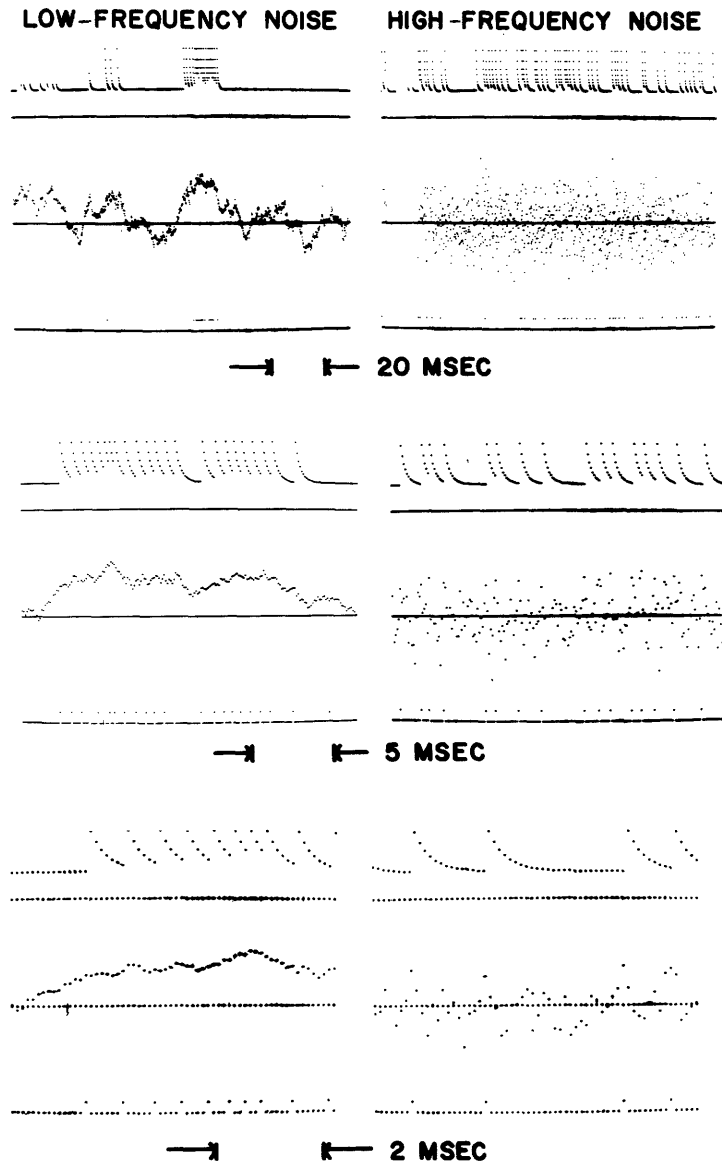 LOW-FREQUENCY NOISE
HIGH-FREQUENCY NOISE
20 MSEC
5 MSEC
2 MSEC